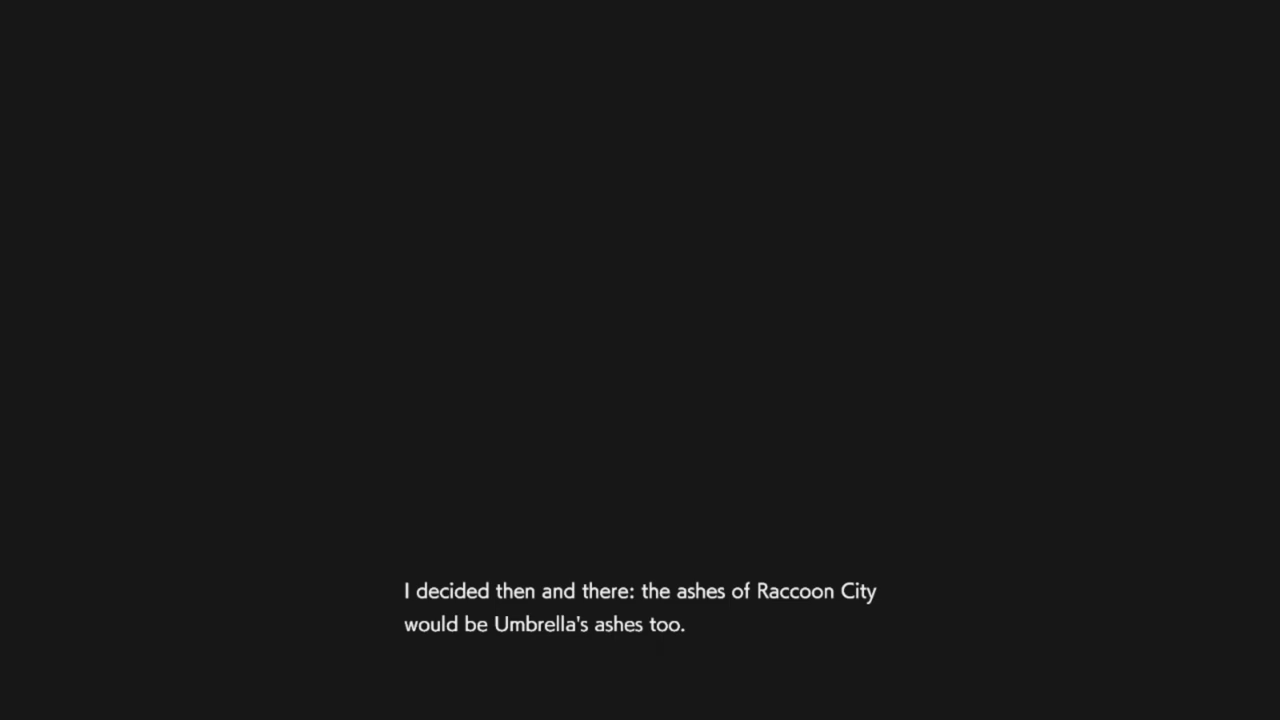 I decided then and there: the ashes of Raccoon City
would be Umbrella's ashes too.